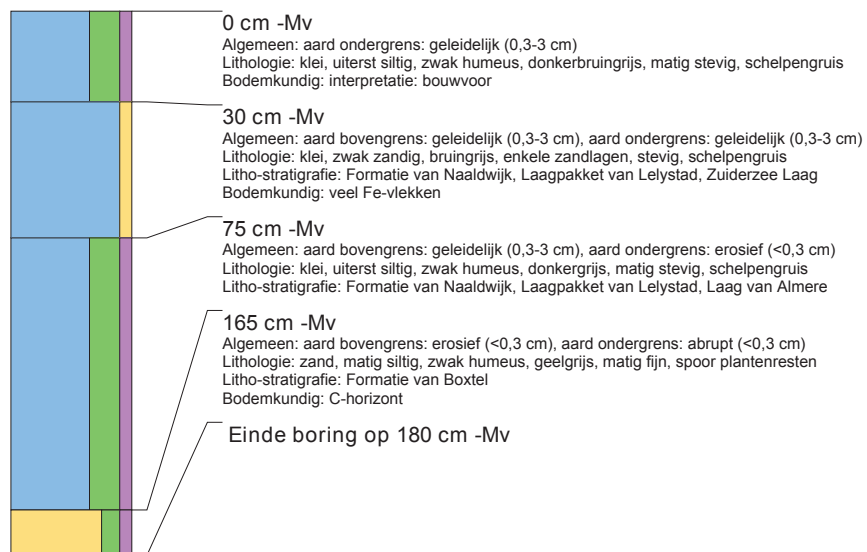 0 cm -Mv
Algemeen: aard ondergrens: geleidelijk (0,3-3 cm)
Lithologie: klei, uiterst siltig, zwak humeus, donkerbruingrijs, matig stevig, schelpengruis
Bodemkundig: interpretatie: bouwvoor
30 cm -Mv
Algemeen: aard bovengrens: geleidelijk (0,3-3 cm), aard ondergrens: geleidelijk (0,3-3 cm)
Lithologie: klei, zwak zandig, bruingrijs, enkele zandlagen, stevig, schelpengruis
Litho-stratigrafie: Formatie van Naaldwijk, Laagpakket van Lelystad, Zuiderzee Laag
Bodemkundig: veel Fe-vlekken
75 cm -Mv
Algemeen: aard bovengrens: geleidelijk (0,3-3 cm), aard ondergrens: erosief (<0,3 cm)
Lithologie: klei, uiterst siltig, zwak humeus, donkergrijs, matig stevig, schelpengruis
Litho-stratigrafie: Formatie van Naaldwijk, Laagpakket van Lelystad, Laag van Almere
165 cm -Mv
Algemeen: aard bovengrens: erosief (<0,3 cm), aard ondergrens: abrupt (<0,3 cm)
Lithologie: zand, matig siltig, zwak humeus, geelgrijs, matig fijn, spoor plantenresten
Litho-stratigrafie: Formatie van Boxtel
Bodemkundig: C-horizont
Einde boring op 180 cm -Mv